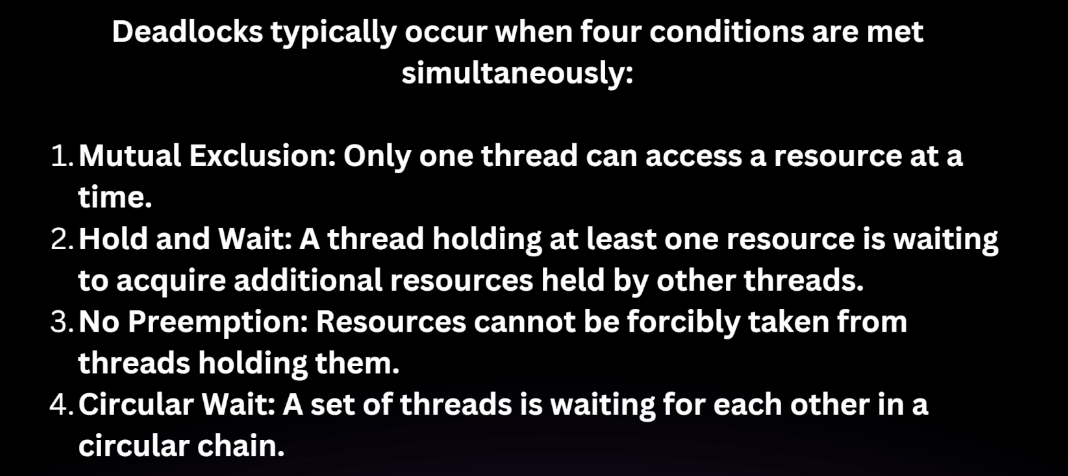 Deadlocks typically occur when four conditions are met
simultaneously:
1. Mutual Exclusion: Only one thread can access a resource at a
time.
2. Hold and Wait: A thread holding at least one resource is waiting
to acquire additional resources held by other threads.
3. No Preemption: Resources cannot be forcibly taken from
threads holding them.
4. Circular Wait: A set of threads is waiting for each other in a
circular chain.